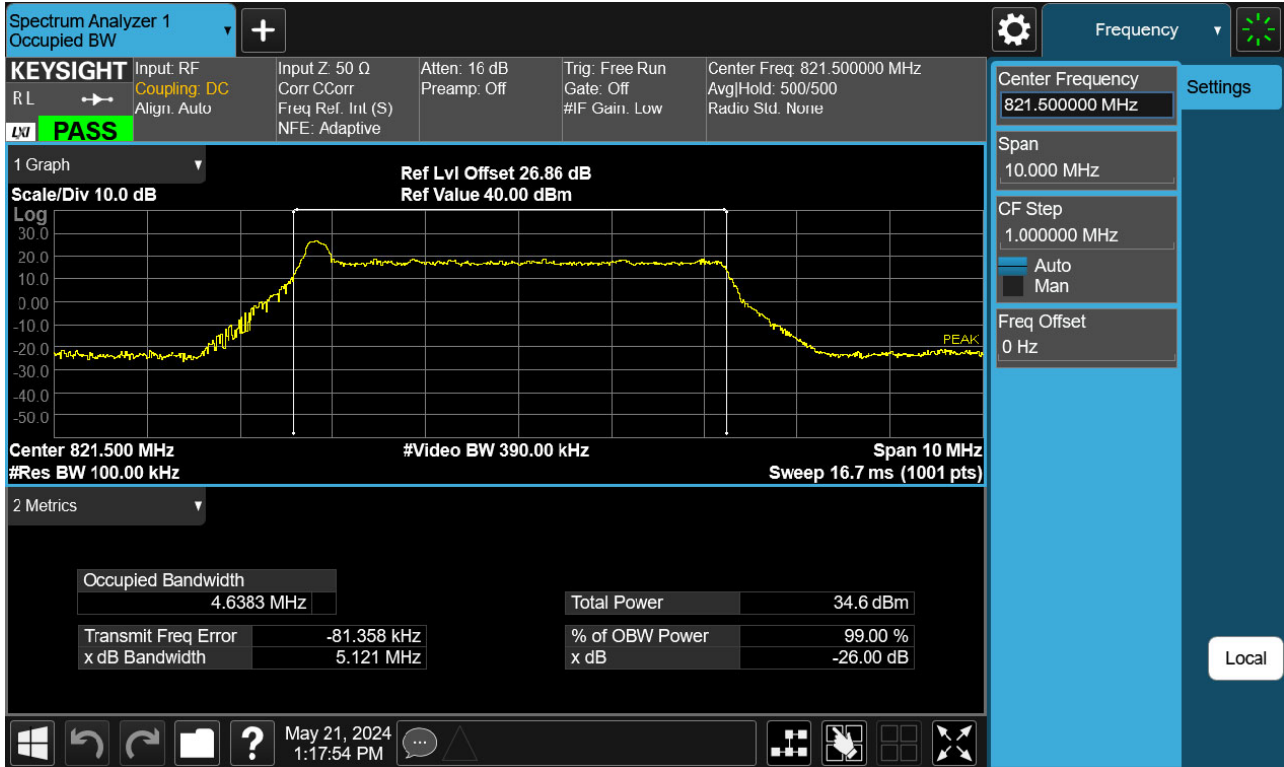 Spectrum Analyzer 1
Occupied BW
Frequency
KEYSIGHT
R L
LXI
PASS
Input: RF
Coupling: DC
Align: Auto
Input Z: 50 Ω
Corr CCorr
Freq Ref: Int (S)
NFE: Adaptive
Atten: 16 dB
Preamp: Off
Trig: Free Run
Gate: Off
#IF Gain: Low
Center Freq: 821.500000 MHz
Avg|Hold: 500/500
Radio Std: None
1 Graph
Scale/Div 10.0 dB
Ref Lvl Offset 26.86 dB
Ref Value 40.00 dBm
Log
30.0
20.0
10.0
0.00
-10.0
-20.0
-30.0
-40.0
-50.0
PEAK
Center 821.500 MHz
#Video BW 390.00 kHz
Span 10 MHz
#Res BW 100.00 kHz
Sweep 16.7 ms (1001 pts)
2 Metrics
Occupied Bandwidth
4.6383 MHz
Total Power 34.6 dBm
Transmit Freq Error -81.358 kHz
% of OBW Power 99.00 %
x dB Bandwidth 5.121 MHz
x dB -26.00 dB
May 21, 2024
1:17:54 PM
Center Frequency
821.500000 MHz
Settings
Span
10.000 MHz
CF Step
1.000000 MHz
Auto
Man
Freq Offset
0 Hz
Local